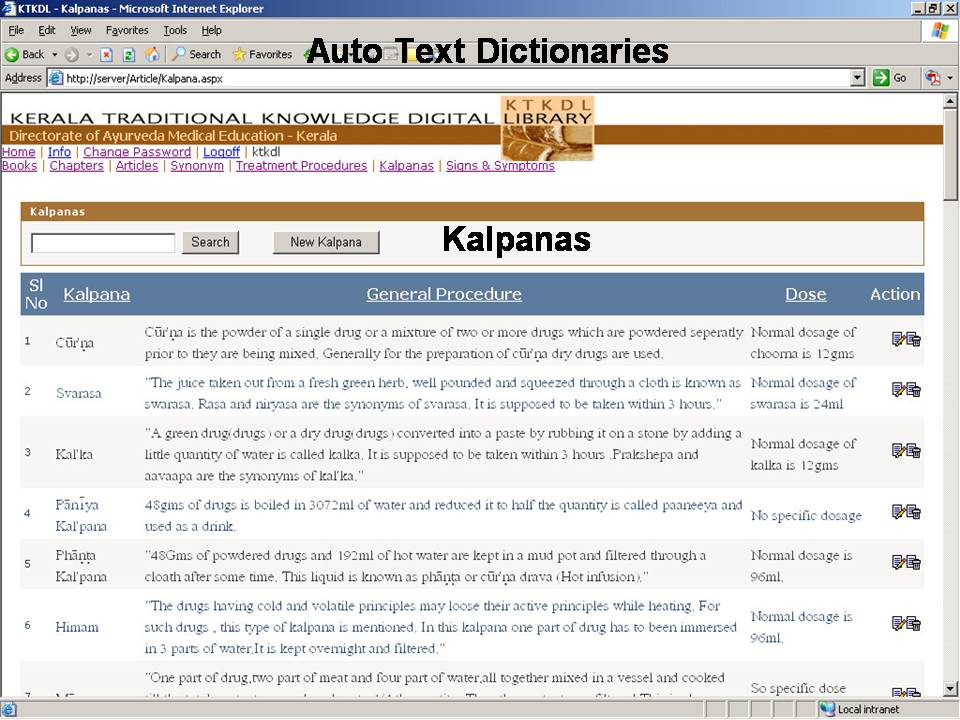 KTKDL - Kalpanas - Microsoft Internet Explorer
File Edit View Favorites Tools Help
Back Search Favorites
Auto Text Dictionaries
Address http://server/Article/Kalpana.aspx Go
KERALA TRADITIONAL KNOWLEDGE DIGITAL LIBRARY
KTKDL
Directorate of Ayurveda Medical Education - Kerala
Home | Info | Change Password | Logoff | ktkdl
Books | Chapters | Articles | Synonym | Treatment Procedures | Kalpanas | Signs & Symptoms
Kalpanas
Search New Kalpana
Kalpanas
Sl No Kalpana General Procedure Dose Action
1 Cūr'ṇa
Cūr'ṇa is the powder of a single drug or a mixture of two or more drugs which are powdered seperatly
prior to they are being mixed. Generally for the preparation of cūr'ṇa dry drugs are used.
Normal dosage of
choorna is 12gms
2 Svarasa
"The juice taken out from a fresh green herb, well pounded and squeezed through a cloth is known as
swarasa. Rasa and niryasa are the synonyms of svarasa. It is supposed to be taken within 3 hours."
Normal dosage of
swarasa is 24ml
3 Kal'ka
"A green drug(drugs) or a dry drug(drugs) converted into a paste by rubbing it on a stone by adding a
little quantity of water is called kalka. It is supposed to be taken within 3 hours .Prakshepa and
aavaapa are the synonyms of kal'ka."
Normal dosage of
kalka is 12gms
4 Pānīya
Kal'pana
48gms of drugs is boiled in 3072ml of water and reduced it to half the quantity is called paaneeya and
used as a drink.
No specific dosage
5 Phāṇṭa
Kal'pana
"48Gms of powdered drugs and 192ml of hot water are kept in a mud pot and filtered through a
cloath after some time. This liquid is known as phāṇṭa or cūr'ṇa drava (Hot infusion)."
Normal dosage is
96ml.
6 Himam
"The drugs having cold and volatile principles may loose their active principles while heating. For
such drugs , this type of kalpana is mentioned. In this kalpana one part of drug has to been immersed
in 3 parts of water.It is kept overnight and filtered."
Normal dosage is
96ml.
"One part of drug,two part of meat and four part of water,all together mixed in a vessel and cooked
So specific dose
Local intranet